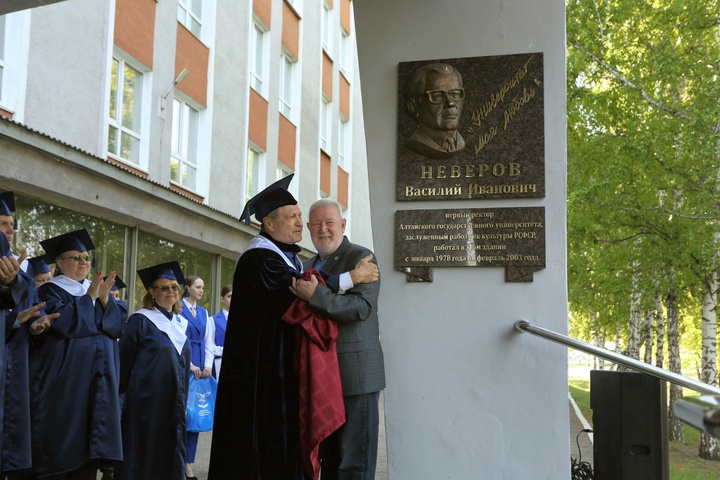 "Университет
моя любовь"
НЕВЕРОВ
Василий Иванович
первый ректор
Алтайского государственного университета,
заслуженный работник культуры РСФСР,
работал в этом здании
с января 1978 года по февраль 2003 года